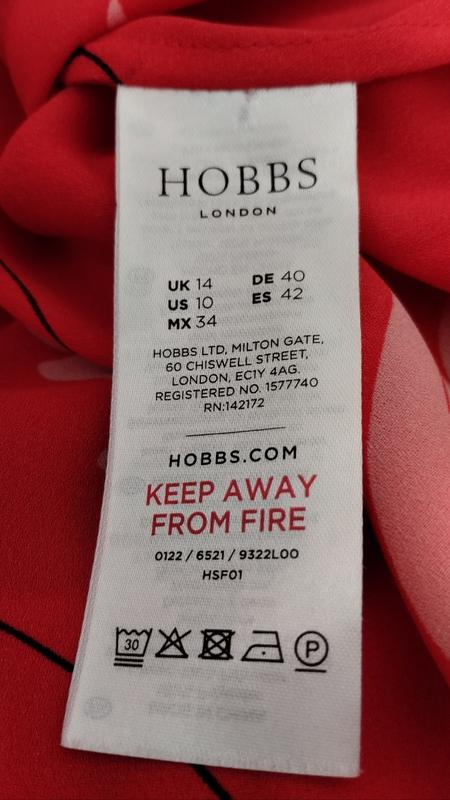 HOBBS
LONDON
UK 14 DE 40
US 10 ES 42
MX 34
HOBBS LTD, MILTON GATE,
60 CHISWELL STREET,
LONDON, EC1Y 4AG.
REGISTERED NO. 1577740
RN:142172
HOBBS.COM
KEEP AWAY
FROM FIRE
0122 / 6521 / 9322L00
HSF01
30 P